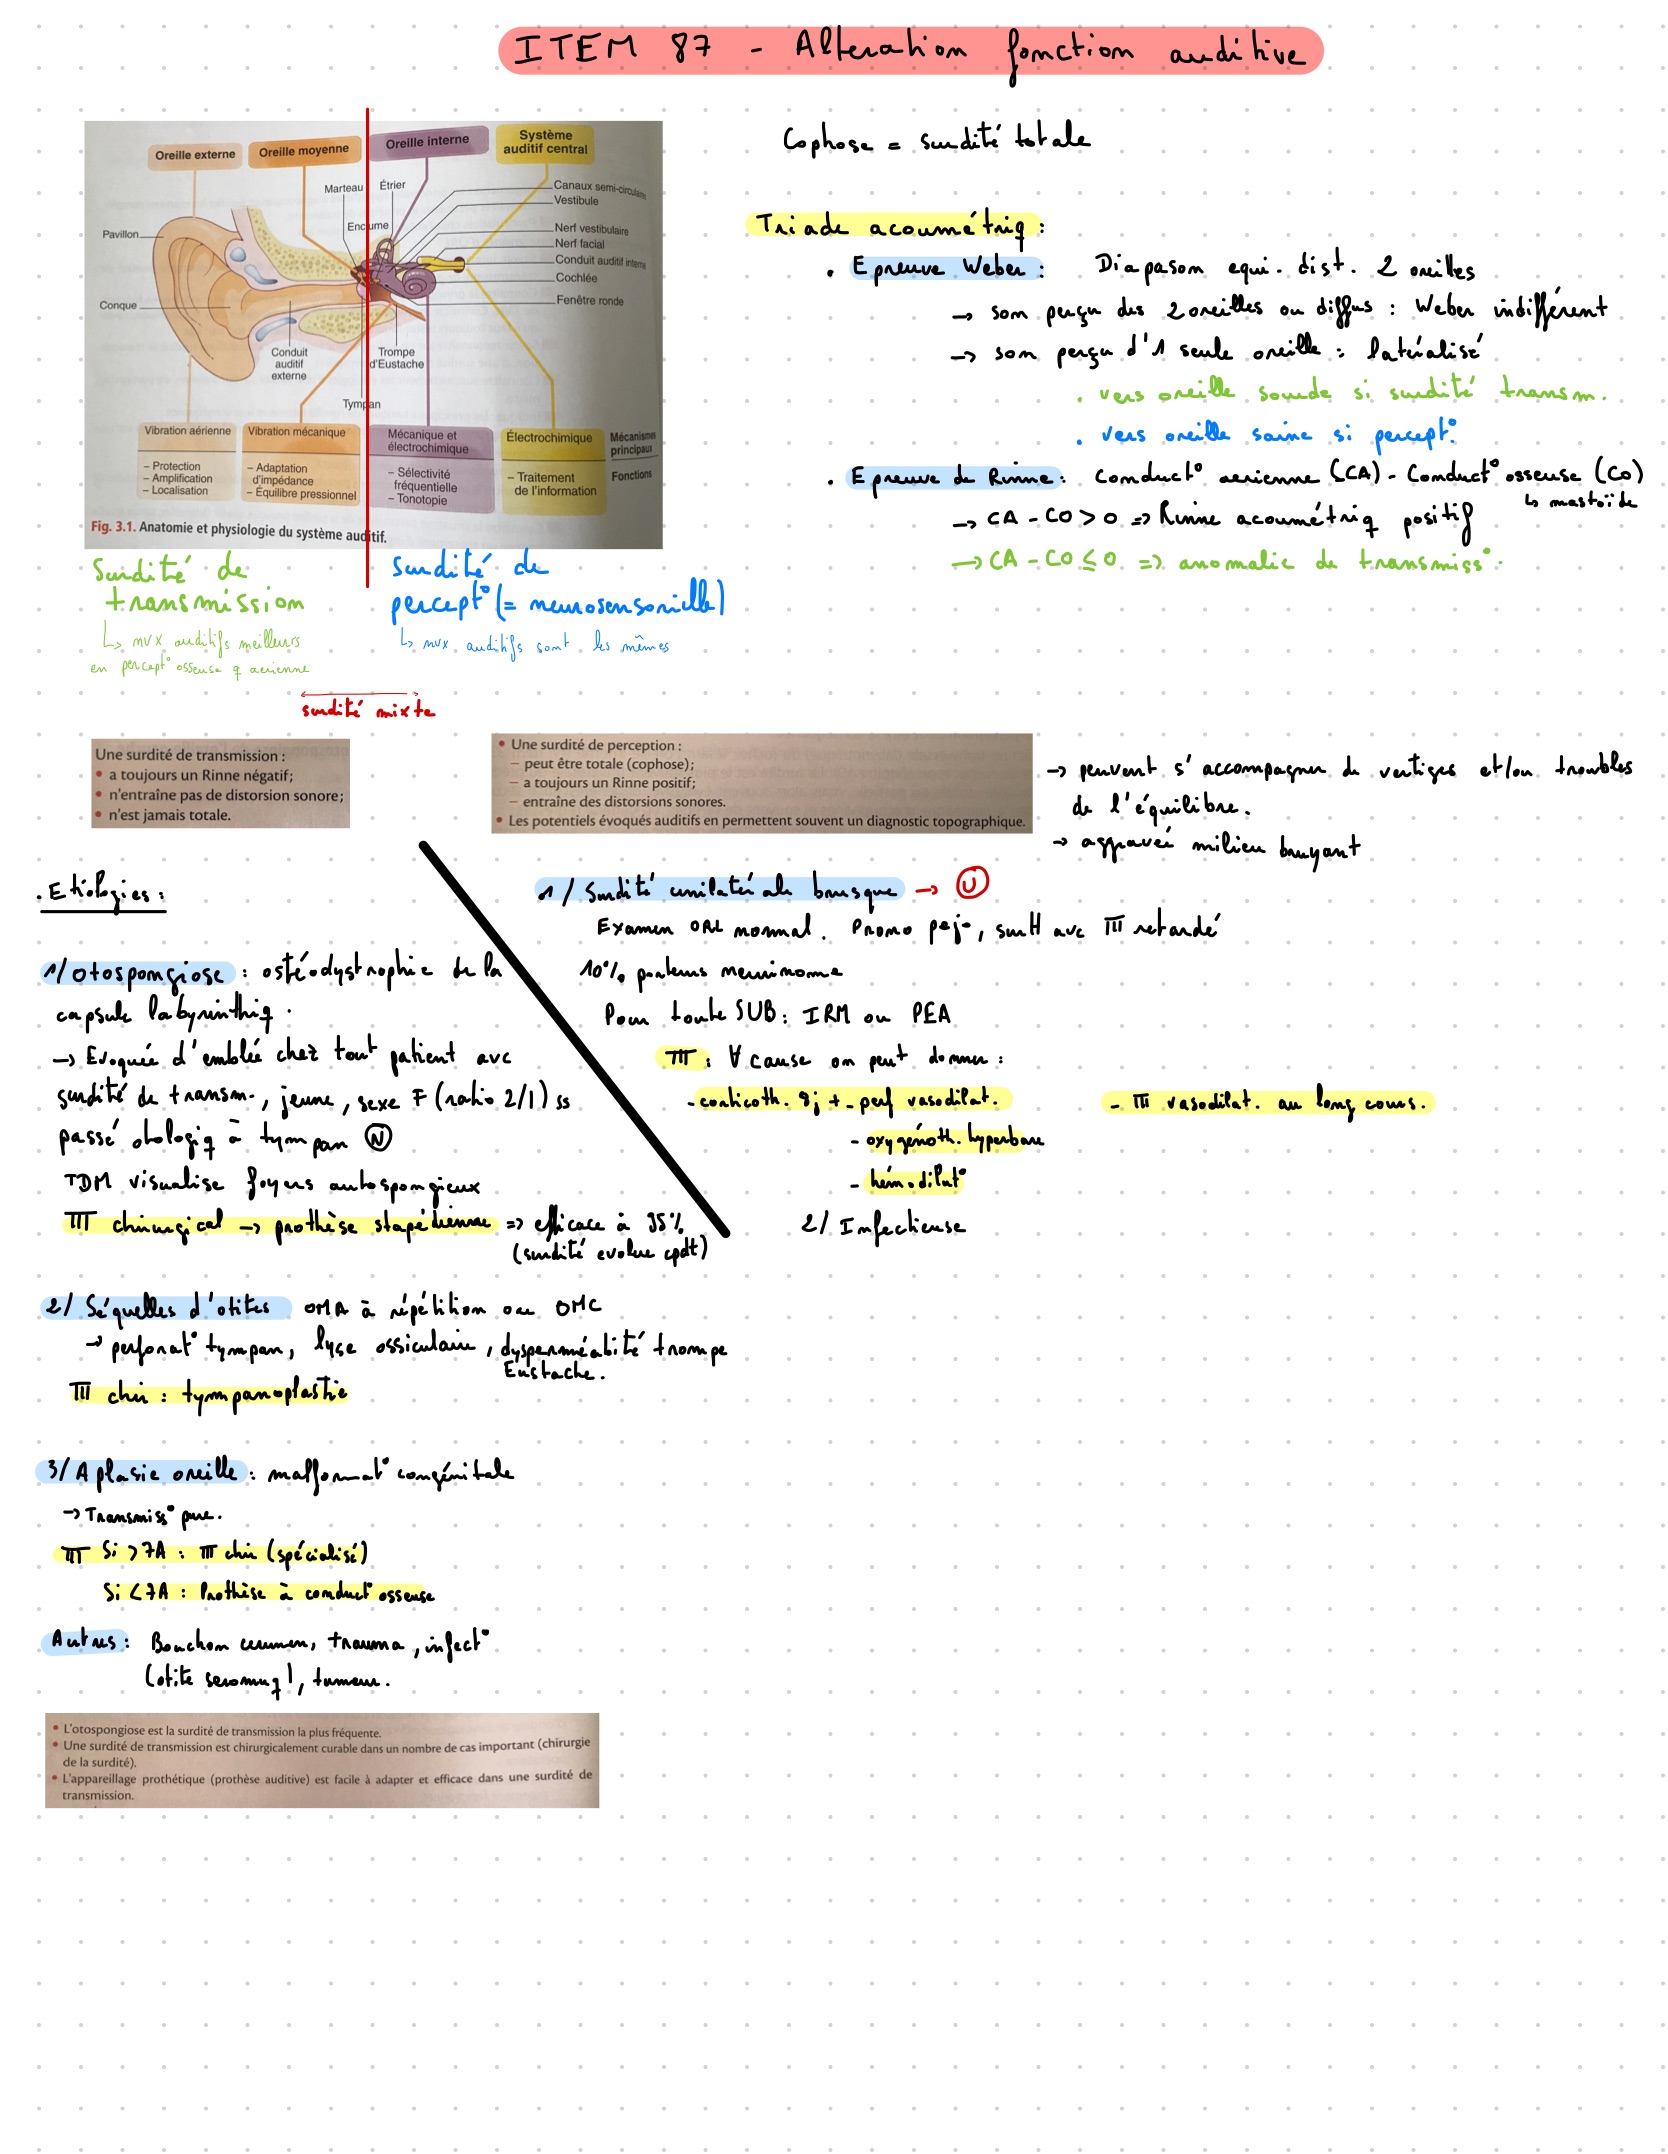 ITEM 87 - Alteration fonction auditive
Oreille externe
Oreille moyenne
Oreille interne
Système
auditif central
Marteau
Étrier
Enclume
Pavillon
Conque
Conduit
auditif
externe
Trompe
d'Eustache
Tympan
Canaux semi-circulaires
Vestibule
Nerf vestibulaire
Nerf facial
Conduit auditif interne
Cochlée
Fenêtre ronde
Vibration aérienne
Vibration mécanique
Mécanique et
électrochimique
Électrochimique
Mécanismes
principaux
– Protection
– Amplification
– Localisation
– Adaptation
d'impédance
– Équilibre pressionnel
– Sélectivité
fréquentielle
– Tonotopie
– Traitement
de l'information
Fonctions
Fig. 3.1. Anatomie et physiologie du système auditif.
Surdité de
transmission
↳ nvx auditifs meilleurs
en percept° osseuse q aerienne
Surdité de
percept° (= neurosensorielle)
↳ nvx auditifs sont les mêmes
surdité mixte
Cophose = surdité totale
Triade acoumétriq :
. Epreuve Weber : Diapason equi. dist. 2 oreilles
→ son perçu des 2 oreilles ou diffus : Weber indifférent
→ son perçu d'1 seule oreille : latéralisé
. vers oreille sourde si surdité transm.
. vers oreille saine si percept°
. Epreuve de Rinne : Conduct° aerienne (CA) - Conduct° osseuse (CO)
↳ mastoïde
→ CA - CO > 0 => Rinne acoumétriq positif
→ CA - CO ≤ 0 => anomalie de transmiss°.
Une surdité de transmission :
• a toujours un Rinne négatif;
• n'entraîne pas de distorsion sonore;
• n'est jamais totale.
• Une surdité de perception :
– peut être totale (cophose);
– a toujours un Rinne positif;
– entraîne des distorsions sonores.
• Les potentiels évoqués auditifs en permettent souvent un diagnostic topographique.
→ peuvent s'accompagner de vertiges et/ou troubles
de l'équilibre.
→ aggravée milieu bruyant
. Etiologies :
1/ Otospongiose : ostéodystrophie de la
capsule labyrinthiq.
→ Evoquée d'emblée chez tout patient avc
surdité de transm., jeune, sexe F (ratio 2/1) ss
passé otologiq à tympan Ⓝ
TDM visualise foyers autospongieux
TTT chirurgical → prothèse stapédienne => efficace à 95%
(surdité evolue cpdt)
2/ Séquelles d'otites OMA à répétition ou OMC
→ perforat° tympan, lyse ossiculaire, dysperméabilité trompe
Eustache.
TTT chir : tympanoplastie
3/ Aplasie oreille : malformat° congénitale
→ Transmiss° pure.
TTT Si > 7A : TTT chir (spécialisé)
Si < 7A : Prothèse à conduct° osseuse
Autres : Bouchon cerumen, trauma, infect°
(otite seromuq), tumeur.
• L'otospongiose est la surdité de transmission la plus fréquente.
• Une surdité de transmission est chirurgicalement curable dans un nombre de cas important (chirurgie
de la surdité).
• L'appareillage prothétique (prothèse auditive) est facile à adapter et efficace dans une surdité de
transmission.
1/ Surdité unilatérale brusque → Ⓤ
Examen ORL normal. Prono pejo, surtt avc TTT retardé
10% porteurs neurinome
Pour toute SUB : IRM ou PEA
TTT : ∀ cause on peut donner :
- corticoth. 8j +- perf vasodilat.
- oxygénoth. hyperbare
- hémodilut°
- TTT vasodilat. au long cours.
2/ Infectieuse